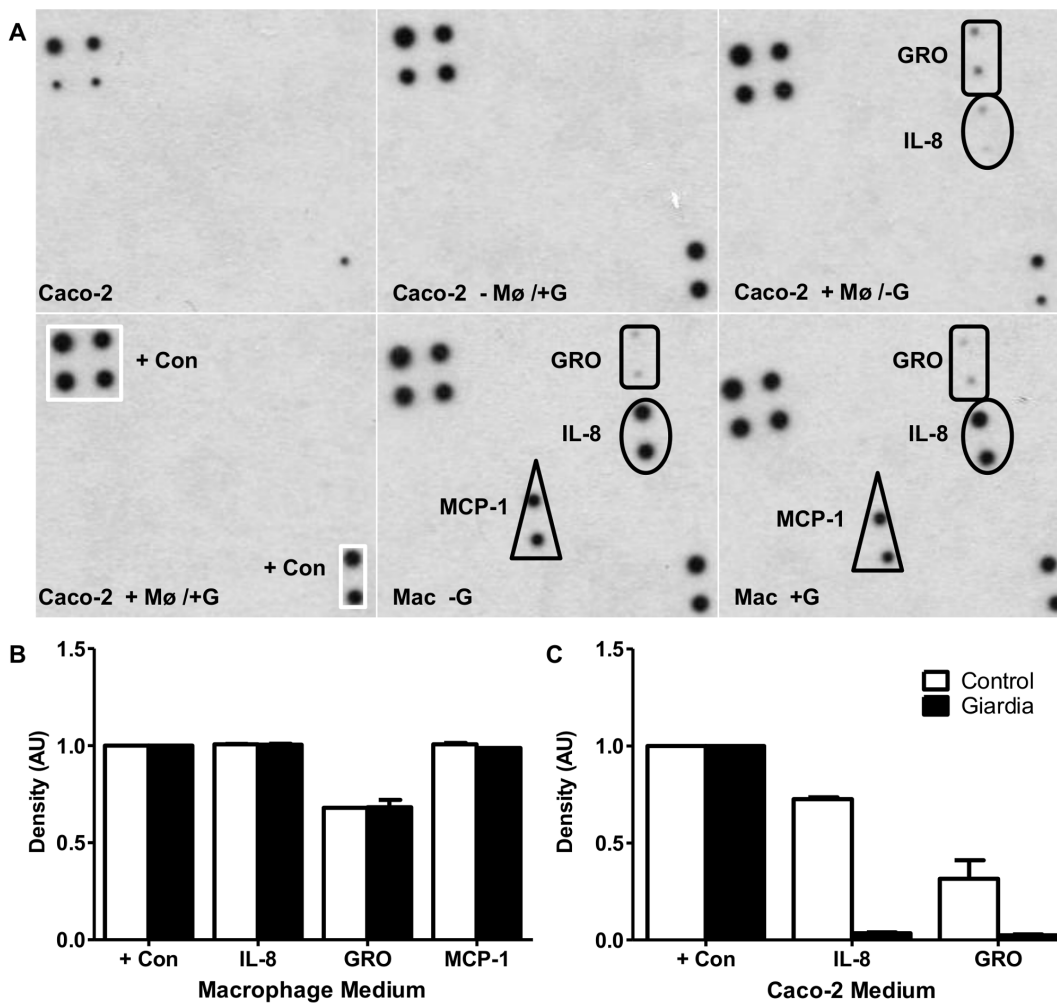 A
Caco-2
Caco-2 - Mø /+G
GRO
IL-8
Caco-2 + Mø /-G
+ Con
+ Con
Caco-2 + Mø /+G
GRO
IL-8
MCP-1
Mac -G
GRO
IL-8
MCP-1
Mac +G
B
1.5
1.0
0.5
0.0
Density (AU)
+ Con IL-8 GRO MCP-1
Macrophage Medium
C
1.5
1.0
0.5
0.0
Density (AU)
Control
Giardia
+ Con IL-8 GRO
Caco-2 Medium